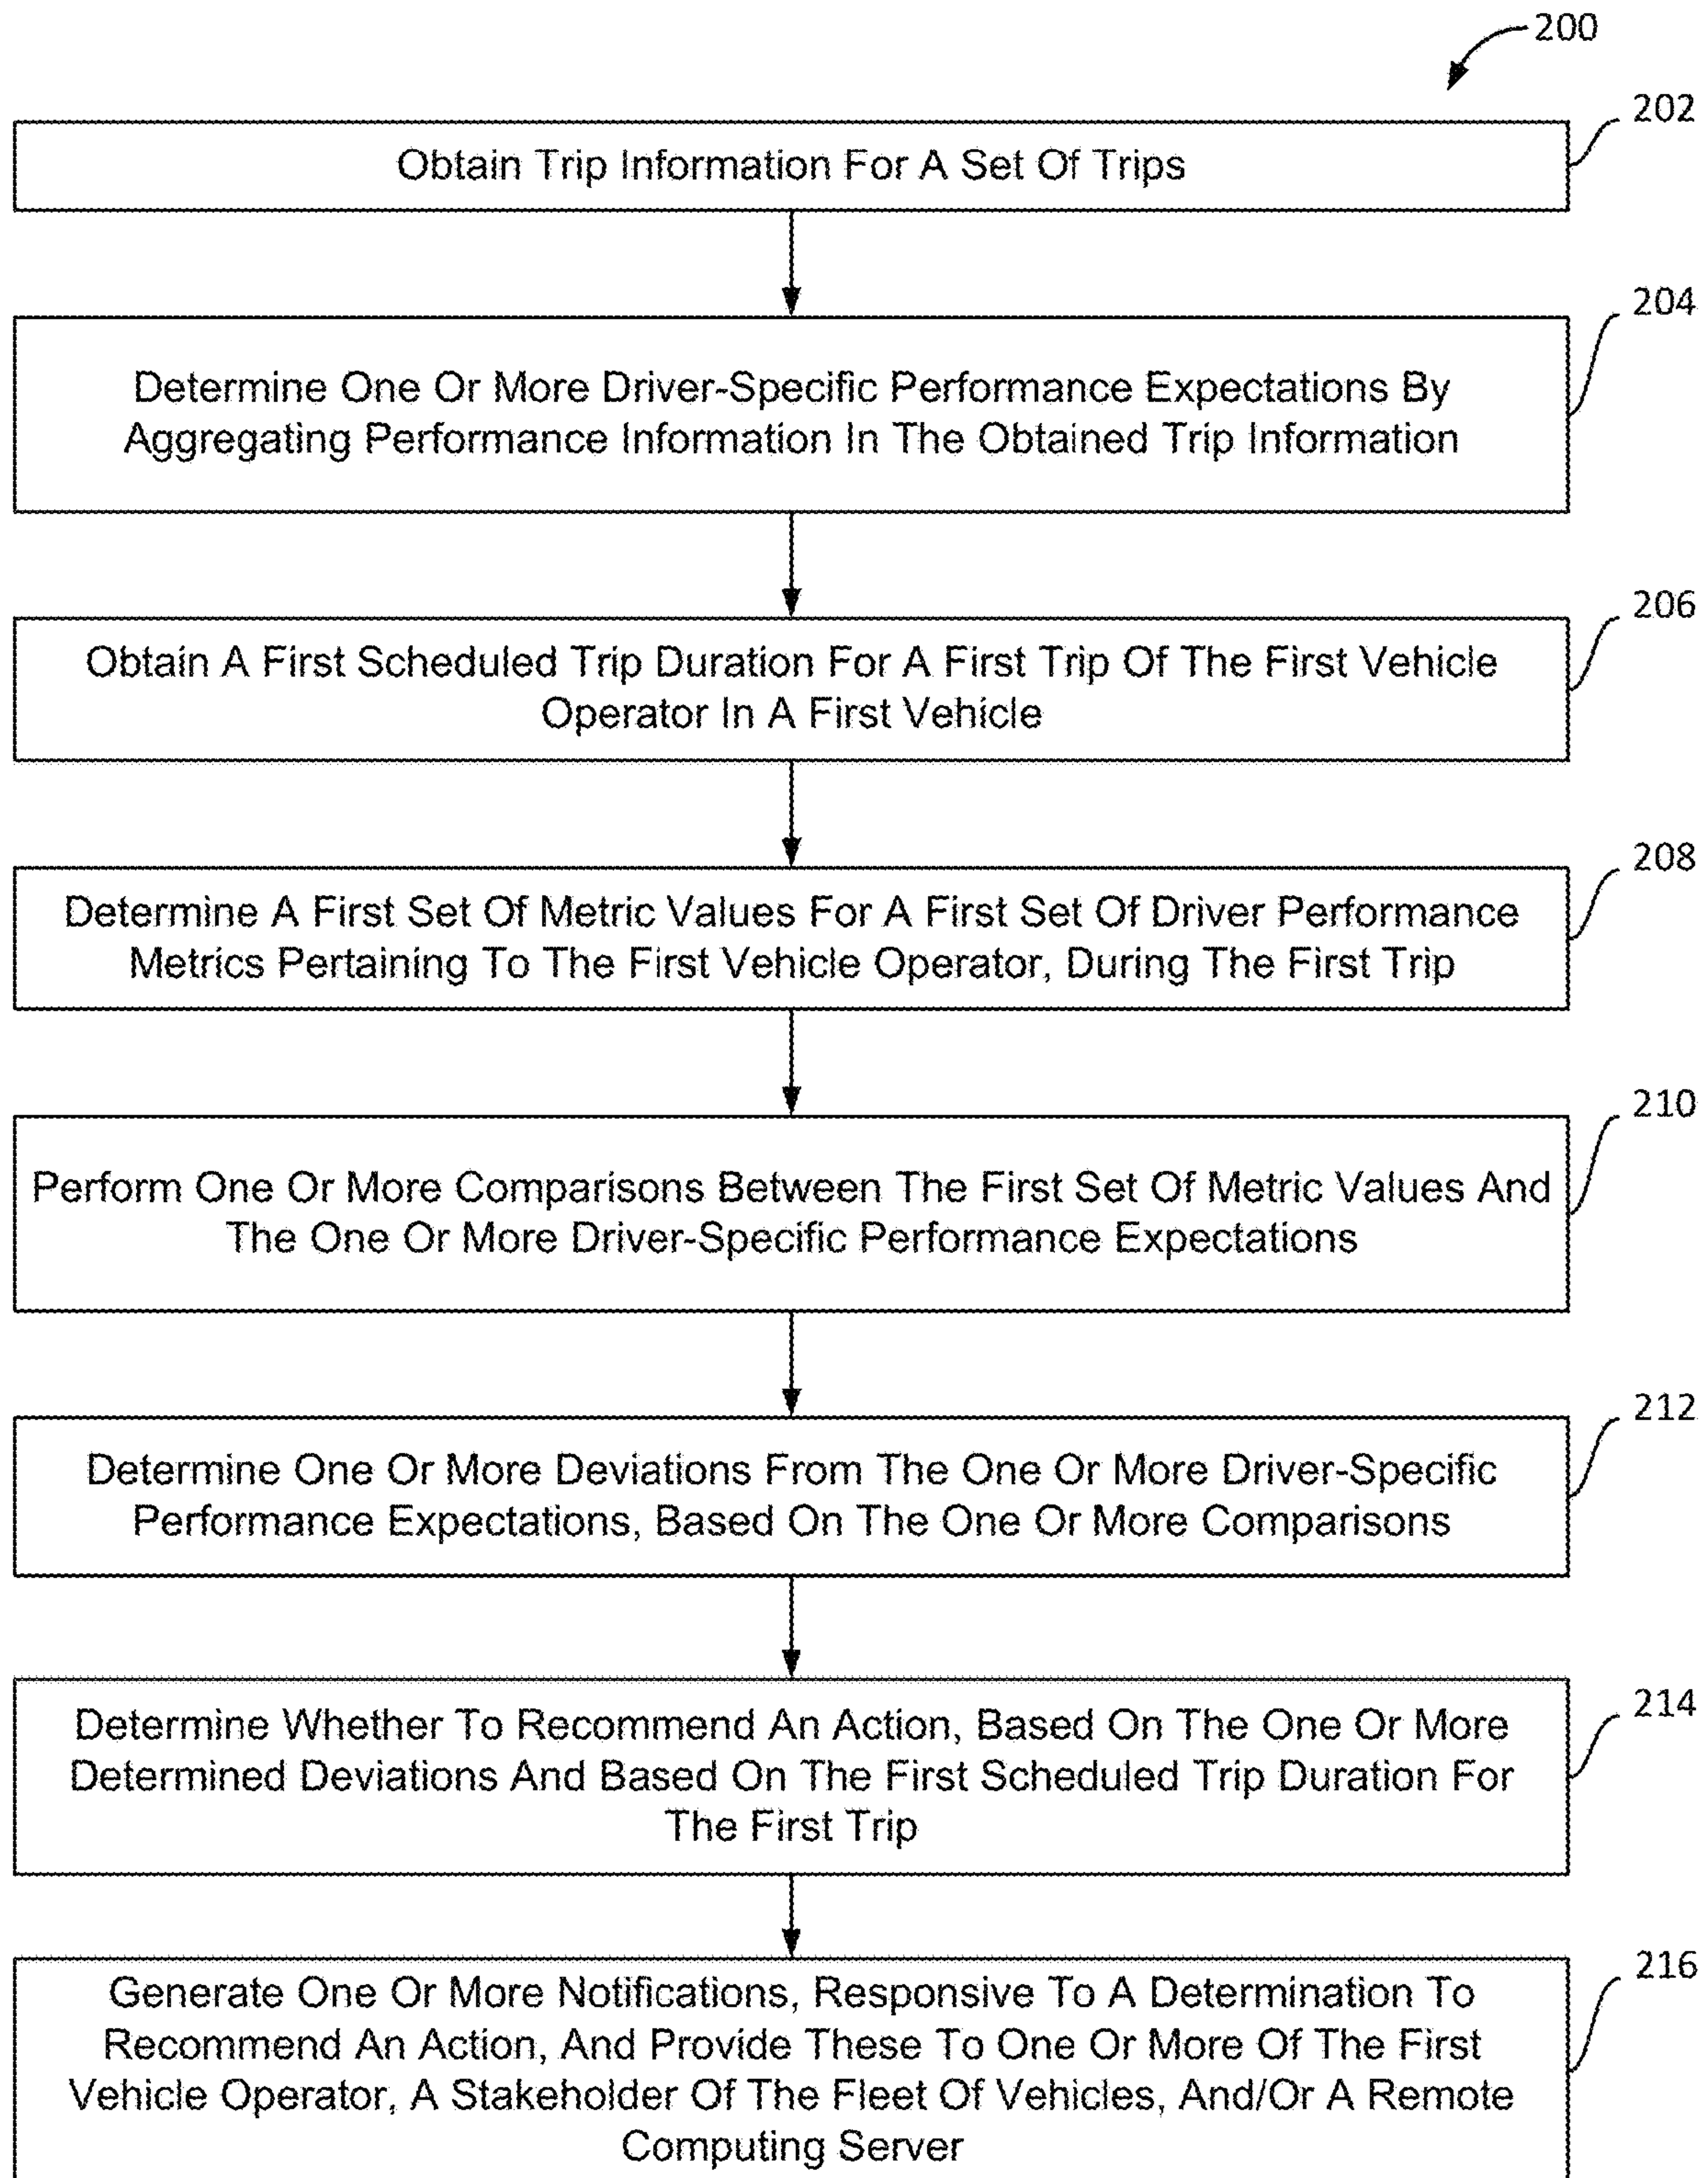 200
202
Obtain Trip Information For A Set Of Trips
204
Determine One Or More Driver-Specific Performance Expectations By
Aggregating Performance Information In The Obtained Trip Information
206
Obtain A First Scheduled Trip Duration For A First Trip Of The First Vehicle
Operator In A First Vehicle
208
Determine A First Set Of Metric Values For A First Set Of Driver Performance
Metrics Pertaining To The First Vehicle Operator, During The First Trip
210
Perform One Or More Comparisons Between The First Set Of Metric Values And
The One Or More Driver-Specific Performance Expectations
212
Determine One Or More Deviations From The One Or More Driver-Specific
Performance Expectations, Based On The One Or More Comparisons
214
Determine Whether To Recommend An Action, Based On The One Or More
Determined Deviations And Based On The First Scheduled Trip Duration For
The First Trip
216
Generate One Or More Notifications, Responsive To A Determination To
Recommend An Action, And Provide These To One Or More Of The First
Vehicle Operator, A Stakeholder Of The Fleet Of Vehicles, And/Or A Remote
Computing Server